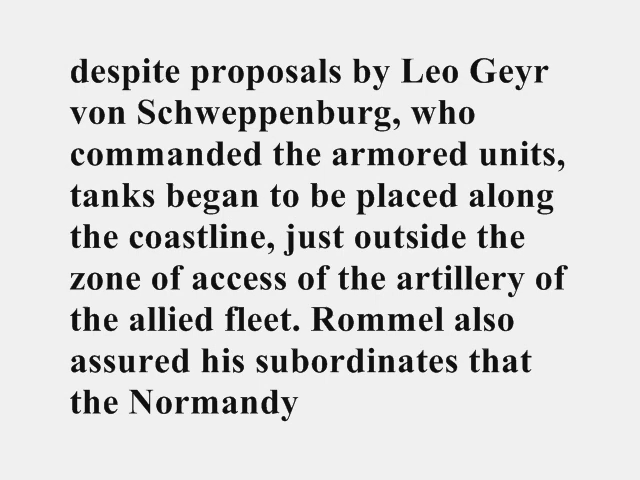 despite proposals by Leo Geyr
von Schweppenburg, who
commanded the armored units,
tanks began to be placed along
the coastline, just outside the
zone of access of the artillery of
the allied fleet. Rommel also
assured his subordinates that
the Normandy